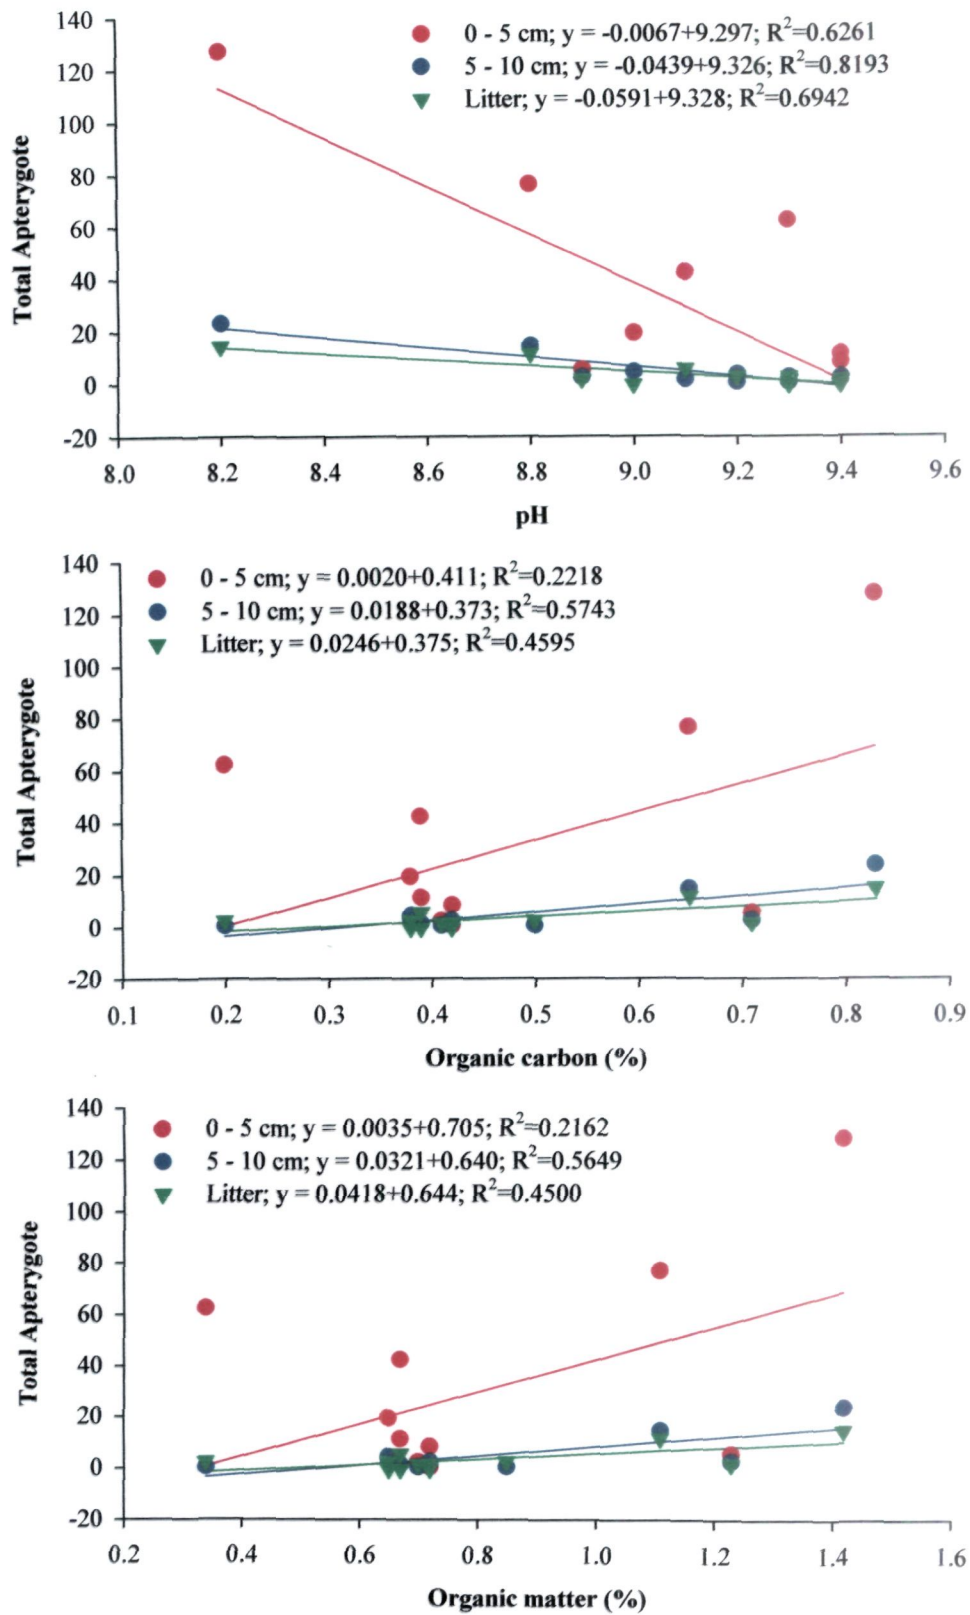 140
0 - 5 cm; y = -0.0067+9.297; R²=0.6261
120
5 - 10 cm; y = -0.0439+9.326; R²=0.8193
100
Litter; y = -0.0591+9.328; R²=0.6942
80
60
40
20
0
-20
Total Apterygote
8.0 8.2 8.4 8.6 8.8 9.0 9.2 9.4 9.6
pH
140
0 - 5 cm; y = 0.0020+0.411; R²=0.2218
120
5 - 10 cm; y = 0.0188+0.373; R²=0.5743
100
Litter; y = 0.0246+0.375; R²=0.4595
80
60
40
20
0
-20
Total Apterygote
0.1 0.2 0.3 0.4 0.5 0.6 0.7 0.8 0.9
Organic carbon (%)
140
0 - 5 cm; y = 0.0035+0.705; R²=0.2162
120
5 - 10 cm; y = 0.0321+0.640; R²=0.5649
100
Litter; y = 0.0418+0.644; R²=0.4500
80
60
40
20
0
-20
Total Apterygote
0.2 0.4 0.6 0.8 1.0 1.2 1.4 1.6
Organic matter (%)